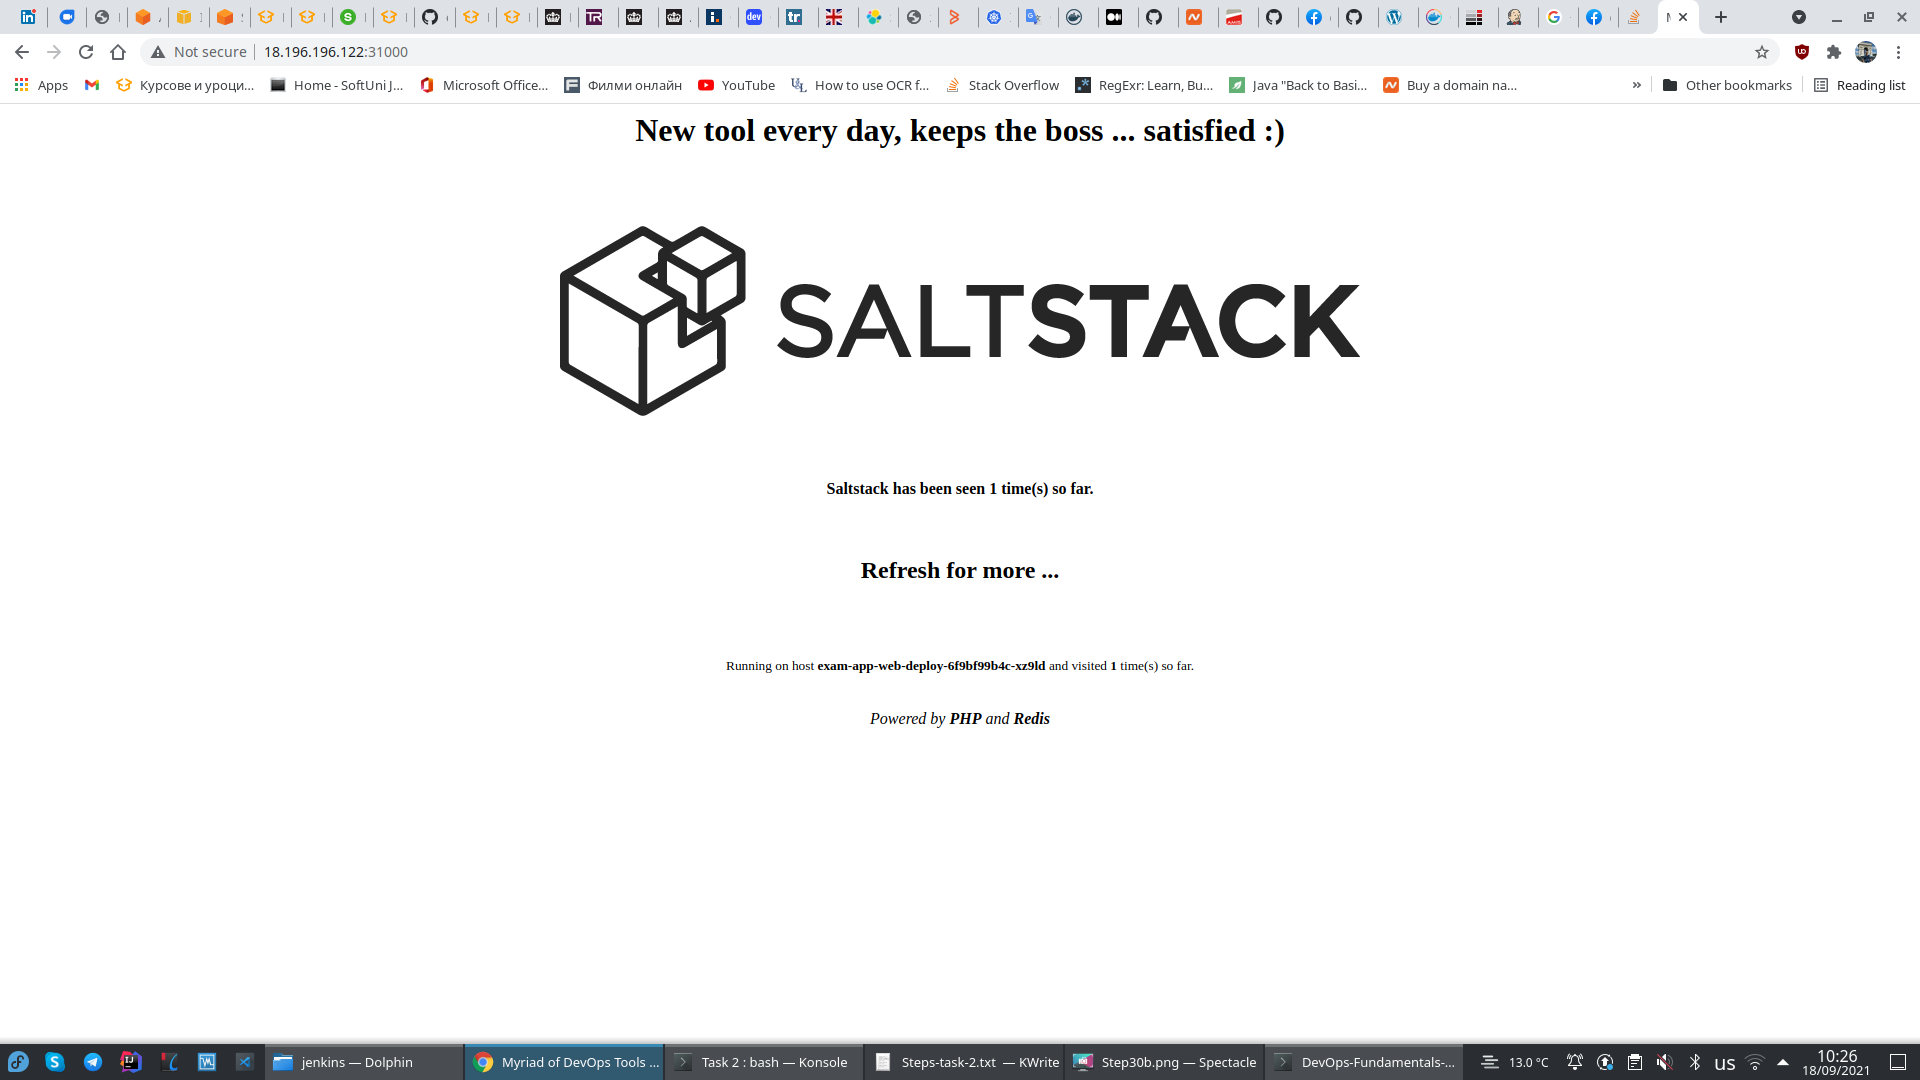 Not secure
18.196.196.122:31000
Apps
Курсове и уроци...
Home - SoftUni J...
Microsoft Office...
Филми онлайн
YouTube
How to use OCR f...
Stack Overflow
RegExr: Learn, Bu...
Java "Back to Basi...
Buy a domain na...
»
Other bookmarks
Reading list
New tool every day, keeps the boss ... satisfied :)
SALTSTACK
Saltstack has been seen 1 time(s) so far.
Refresh for more ...
Running on host exam-app-web-deploy-6f9bf99b4c-xz9ld and visited 1 time(s) so far.
Powered by PHP and Redis
jenkins — Dolphin
Myriad of DevOps Tools ...
Task 2 : bash — Konsole
Steps-task-2.txt — KWrite
Step30b.png — Spectacle
DevOps-Fundamentals-...
13.0 °C
us
10:26
18/09/2021